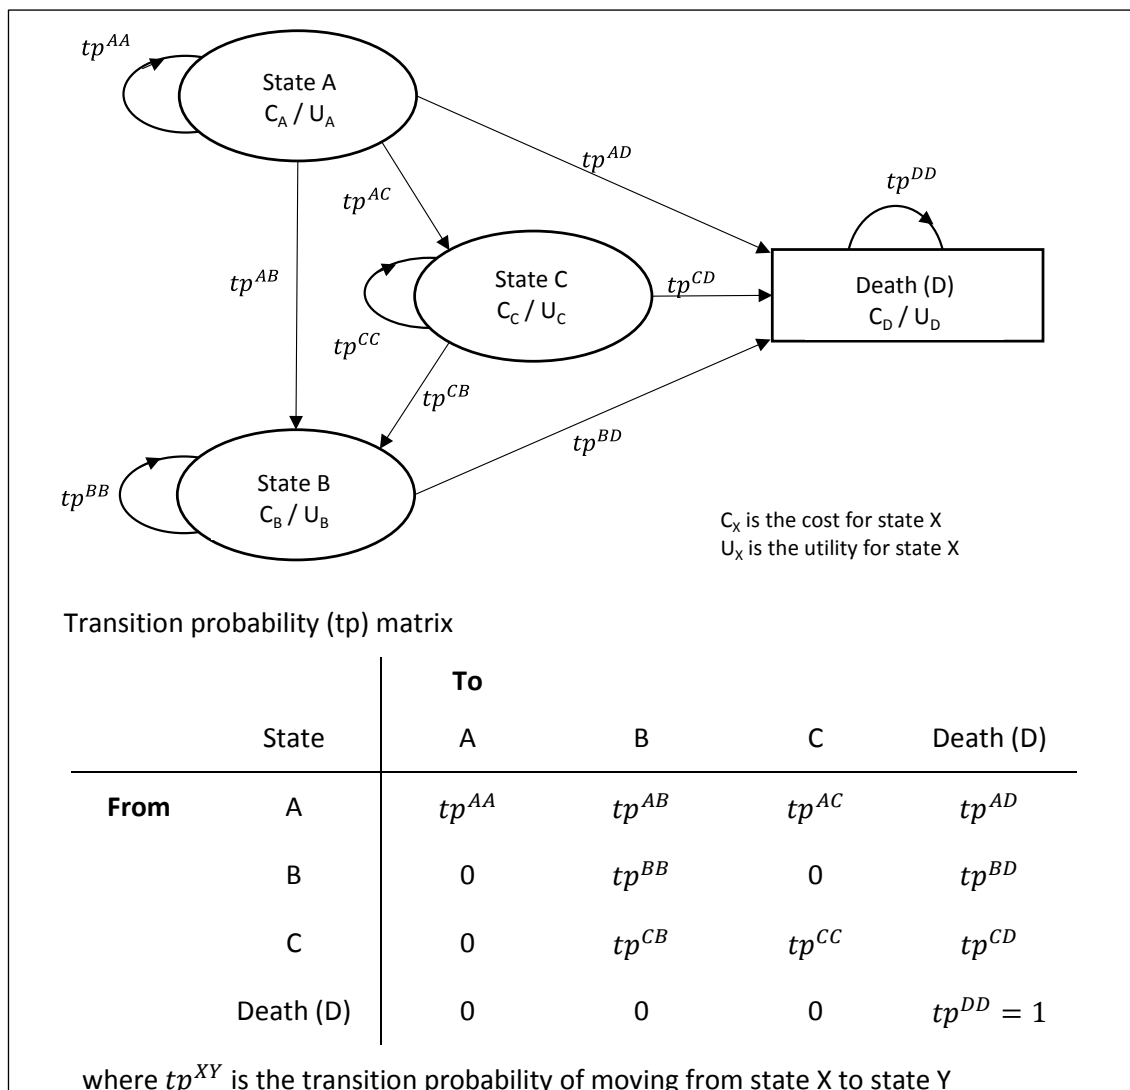 tp^AA
State A
C_A / U_A
tp^AD
tp^DD
tp^AC
tp^AB
State C
C_C / U_C
tp^CD
Death (D)
C_D / U_D
tp^CC
tp^CB
tp^BD
State B
C_B / U_B
tp^BB
C_X is the cost for state X
U_X is the utility for state X
Transition probability (tp) matrix
To
State A B C Death (D)
From A tp^AA tp^AB tp^AC tp^AD
B 0 tp^BB 0 tp^BD
C 0 tp^CB tp^CC tp^CD
Death (D) 0 0 0 tp^DD = 1
where tp^XY is the transition probability of moving from state X to state Y